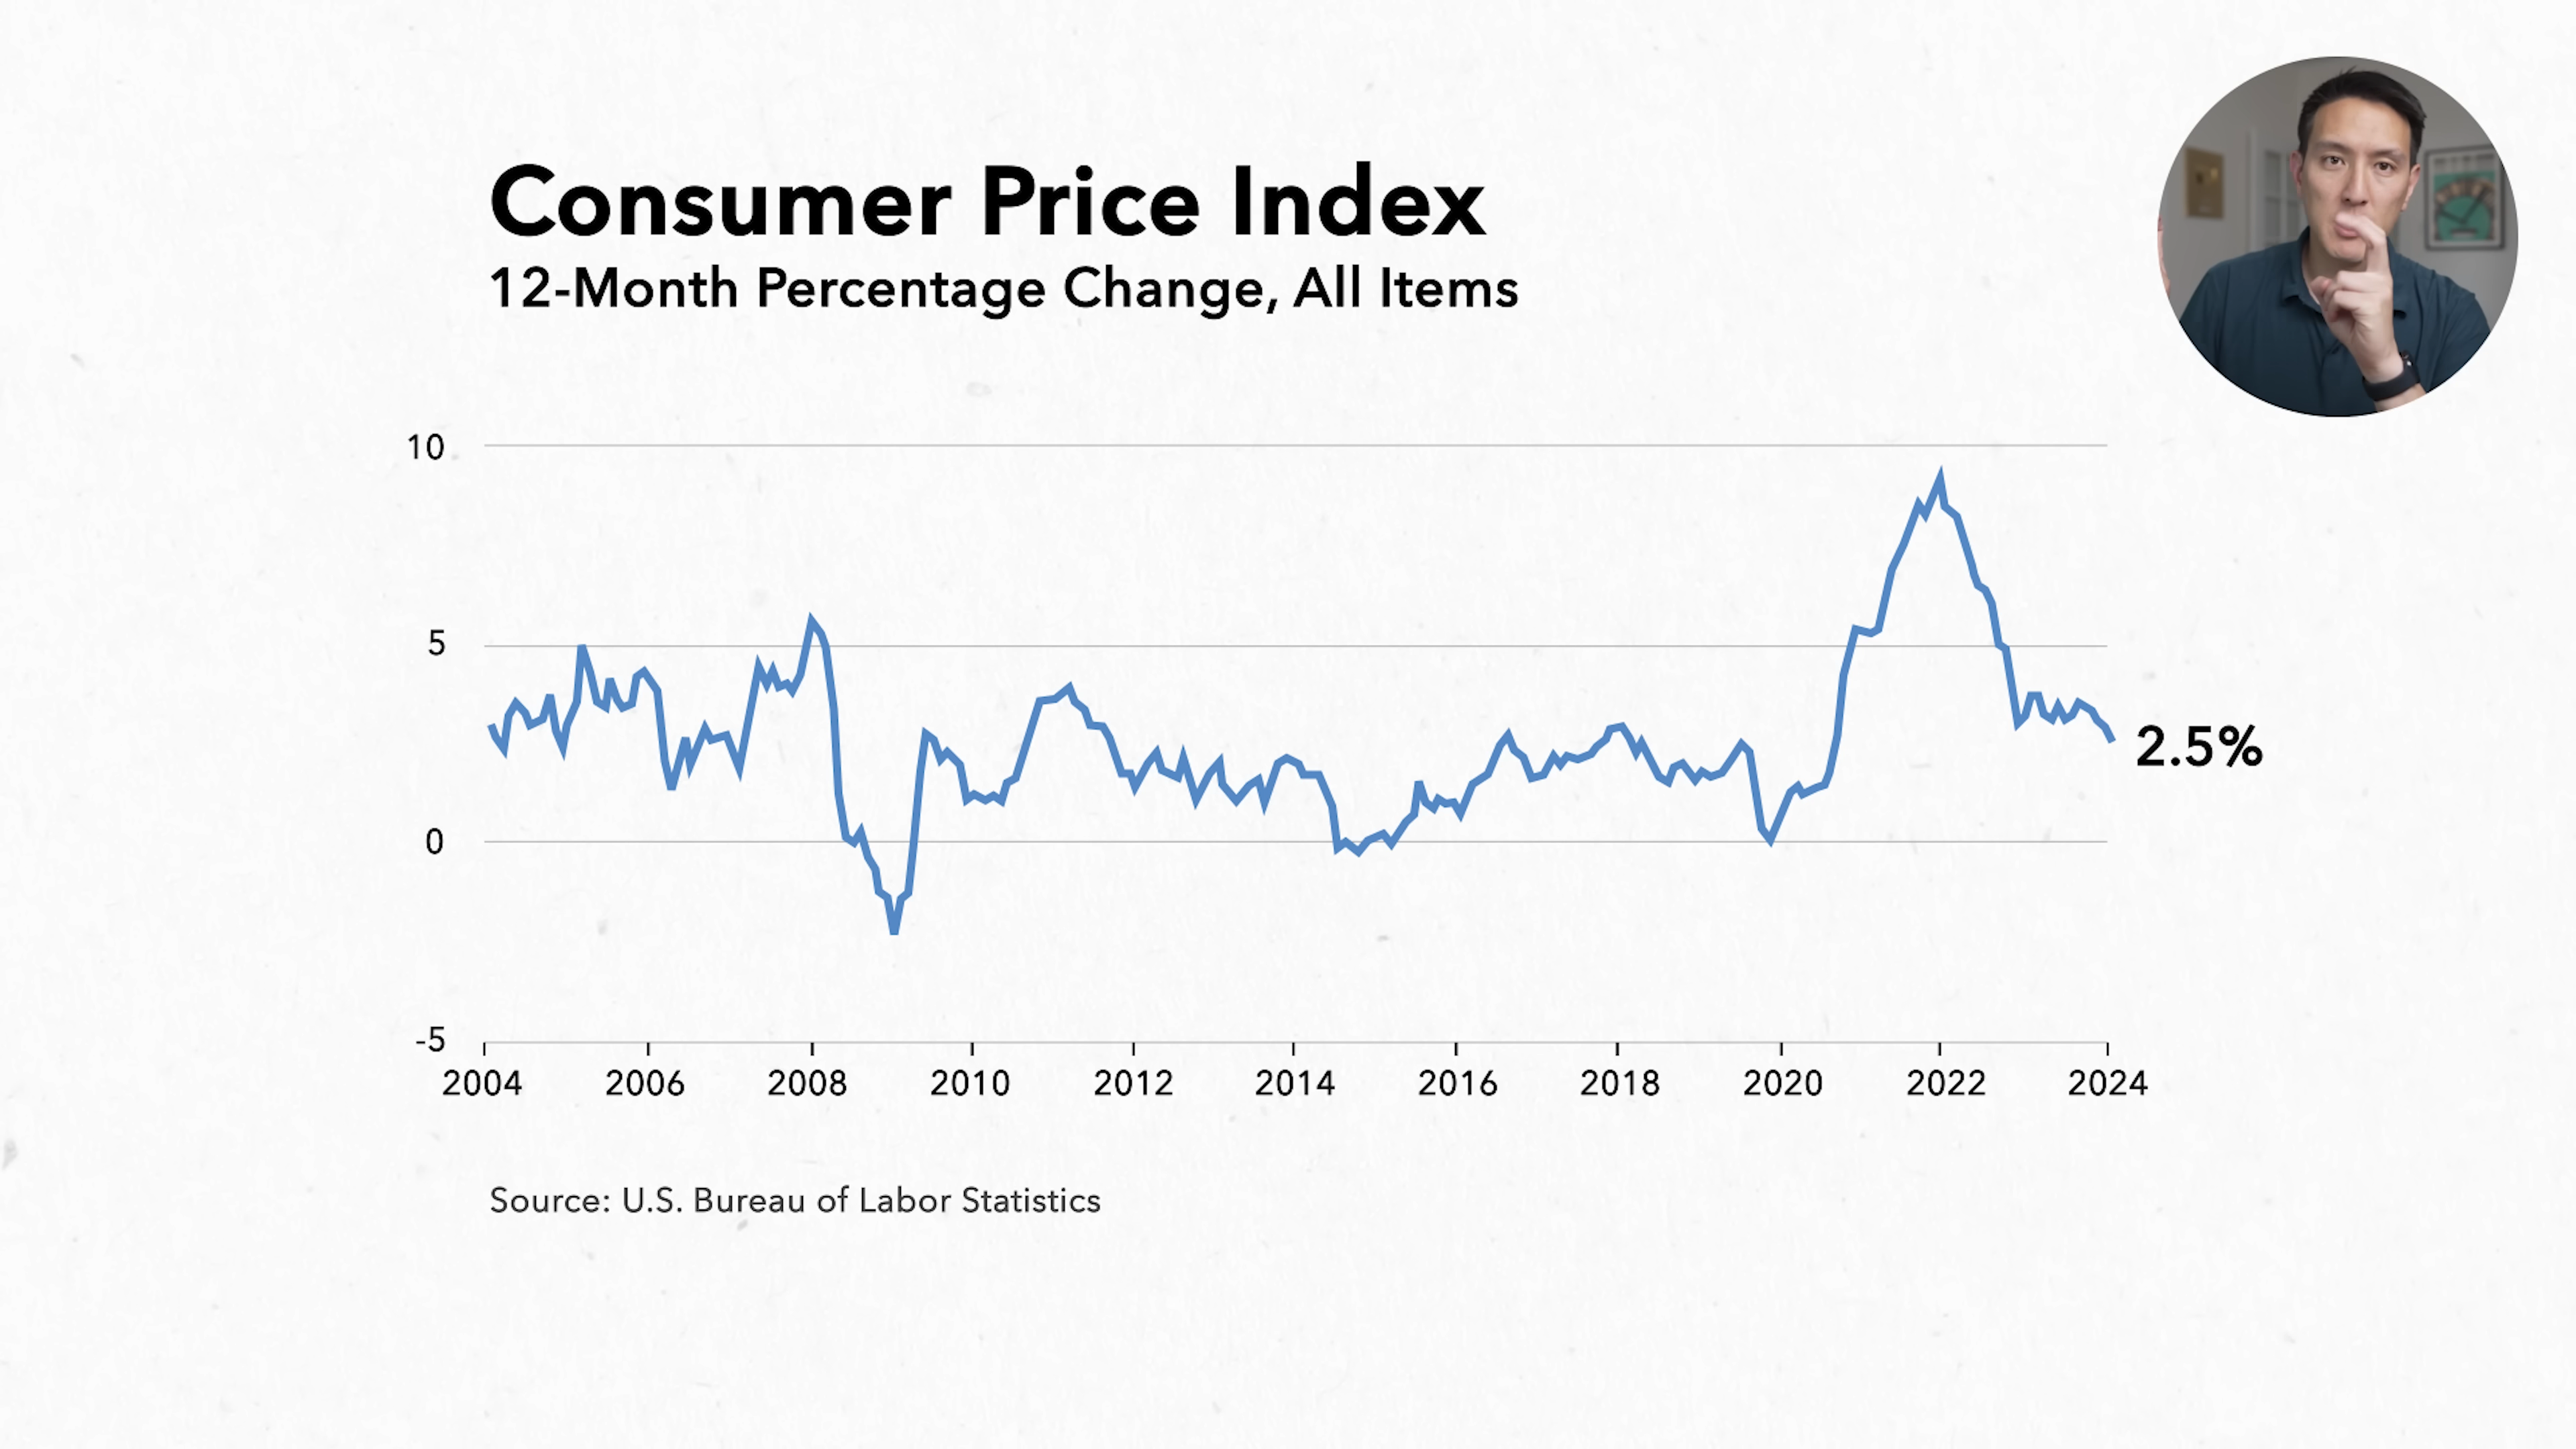 Consumer Price Index
12-Month Percentage Change, All Items
10
5
2.5%
0
-5
2004 2006 2008 2010 2012 2014 2016 2018 2020 2022 2024
Source: U.S. Bureau of Labor Statistics